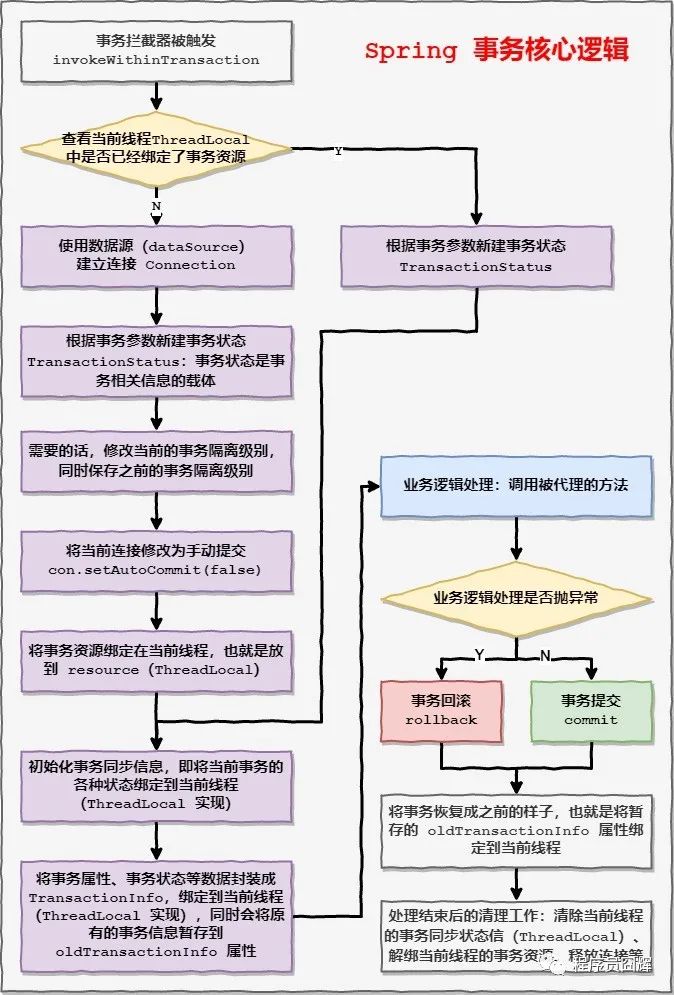 事务拦截器被触发
invokeWithinTransaction
Spring 事务核心逻辑
查看当前线程ThreadLocal
中是否已经绑定了事务资源
Y
N
使用数据源（dataSource）
建立连接 Connection
根据事务参数新建事务状态
TransactionStatus
根据事务参数新建事务状态
TransactionStatus：事务状态是事
务相关信息的载体
需要的话，修改当前的事务隔离级别，
同时保存之前的事务隔离级别
将当前连接修改为手动提交
con.setAutoCommit(false)
将事务资源绑定在当前线程，也就是放
到 resource（ThreadLocal）
初始化事务同步信息，即将当前事务的
各种状态绑定到当前线程
（ThreadLocal 实现）
将事务属性、事务状态等数据封装成
TransactionInfo，绑定到当前线程
（ThreadLocal 实现），同时会将原
有的事务信息暂存到
oldTransactionInfo 属性
业务逻辑处理：调用被代理的方法
业务逻辑处理是否抛异常
Y
N
事务回滚
rollback
事务提交
commit
将事务恢复成之前的样子，也就是将暂
存的 oldTransactionInfo 属性绑
定到当前线程
处理结束后的清理工作：清除当前线程
的事务同步状态信（ThreadLocal）、
解绑当前线程的事务资源、释放连接等
程序员囧辉